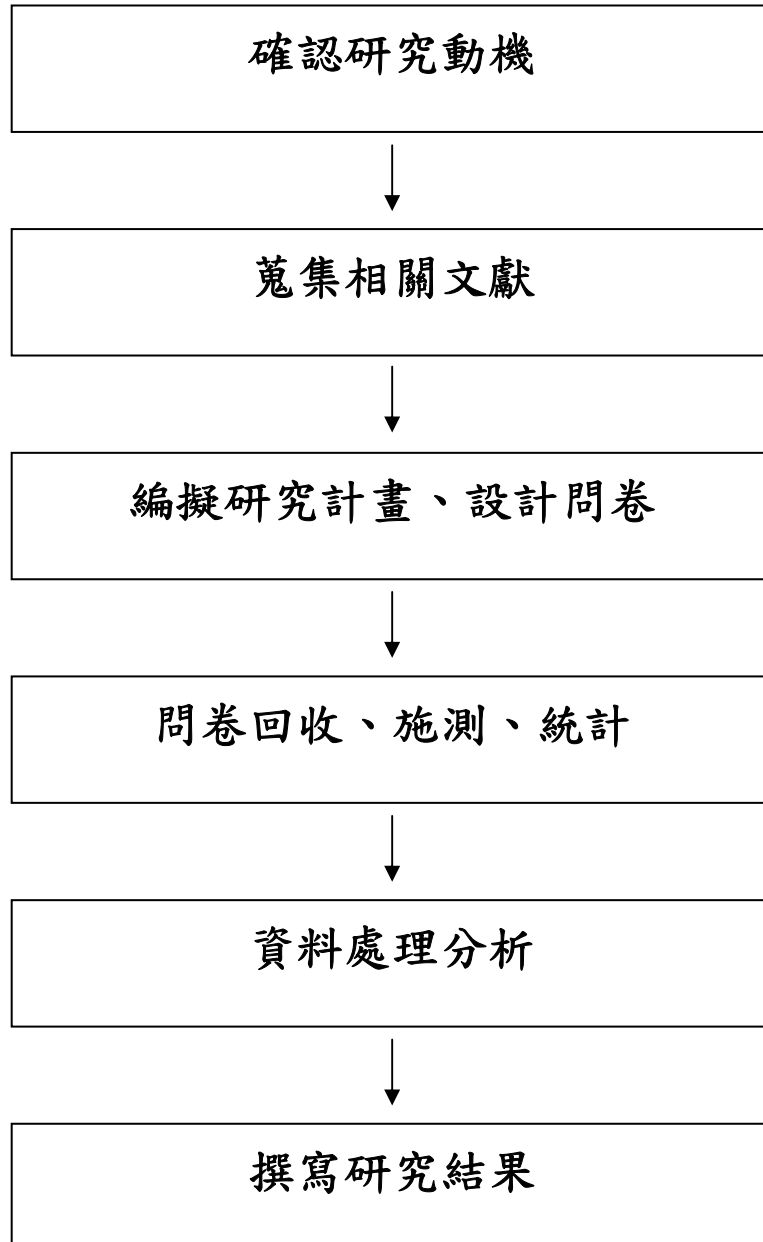 確認研究動機
蒐集相關文獻
編擬研究計畫、設計問卷
問卷回收、施測、統計
資料處理分析
撰寫研究結果